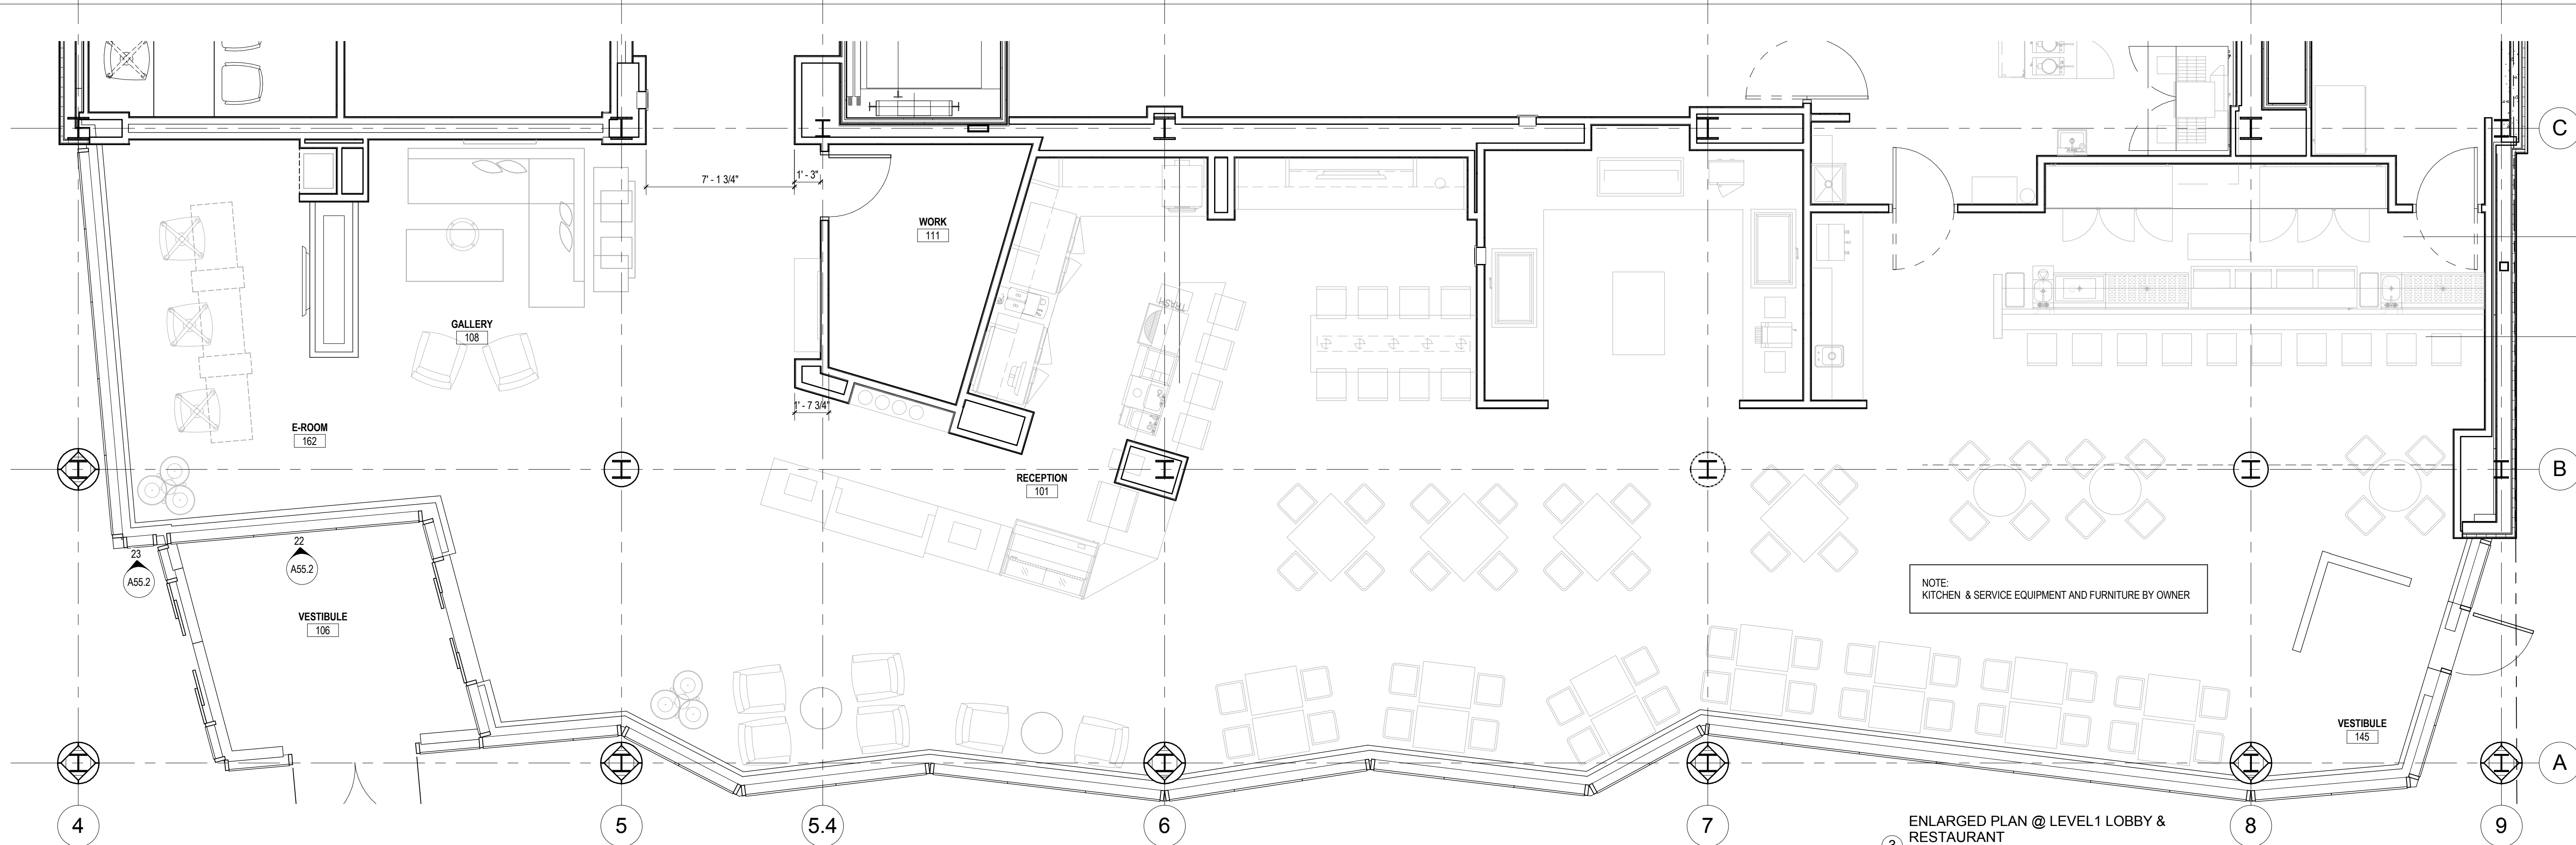 C
7' - 1 3/4"
1' - 3"
WORK
111
TRASH
GALLERY
108
1' - 7 3/4"
E-ROOM
162
B
RECEPTION
101
23
A55.2
22
A55.2
NOTE:
KITCHEN & SERVICE EQUIPMENT AND FURNITURE BY OWNER
VESTIBULE
106
VESTIBULE
145
A
4
5
5.4
6
7
8
9
ENLARGED PLAN @ LEVEL1 LOBBY &
RESTAURANT
3